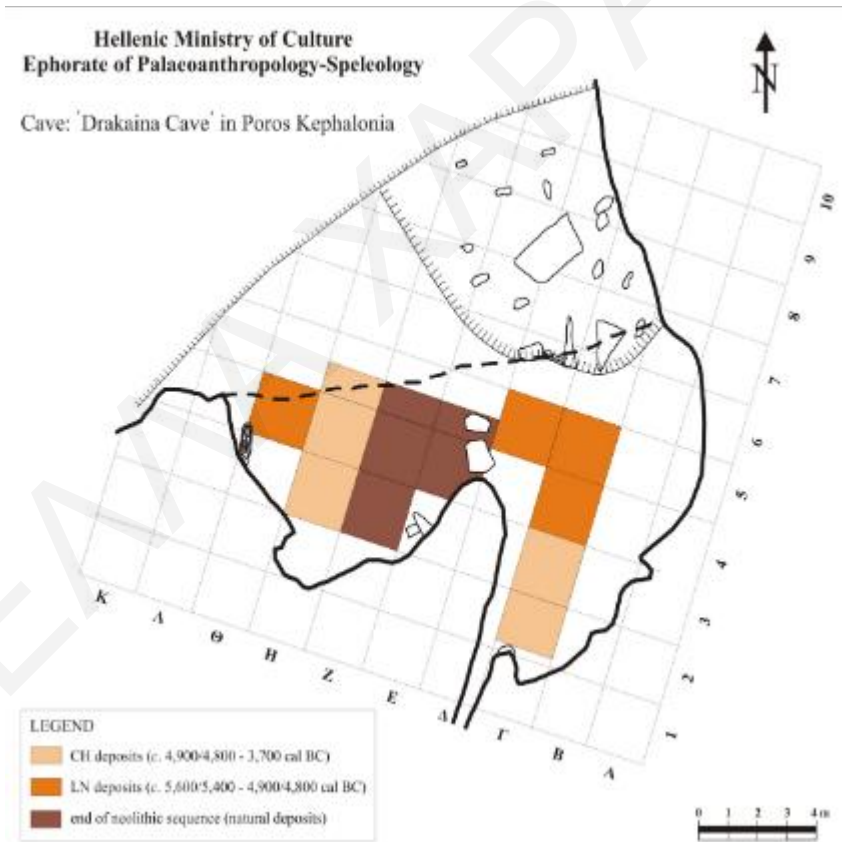 Hellenic Ministry of Culture
Ephorate of Palaeoanthropology-Speleology
N
Cave: 'Drakaina Cave' in Poros Kephalonia
10
9
8
7
6
5
4
3
2
1
Κ
Λ
Θ
Η
Ζ
Ε
Δ
Γ
Β
Α
LEGEND
CH deposits (c. 4,900/4,800 - 3,700 cal BC)
LN deposits (c. 5,600/5,400 - 4,900/4,800 cal BC)
end of neolithic sequence (natural deposits)
0 1 2 3 4 m